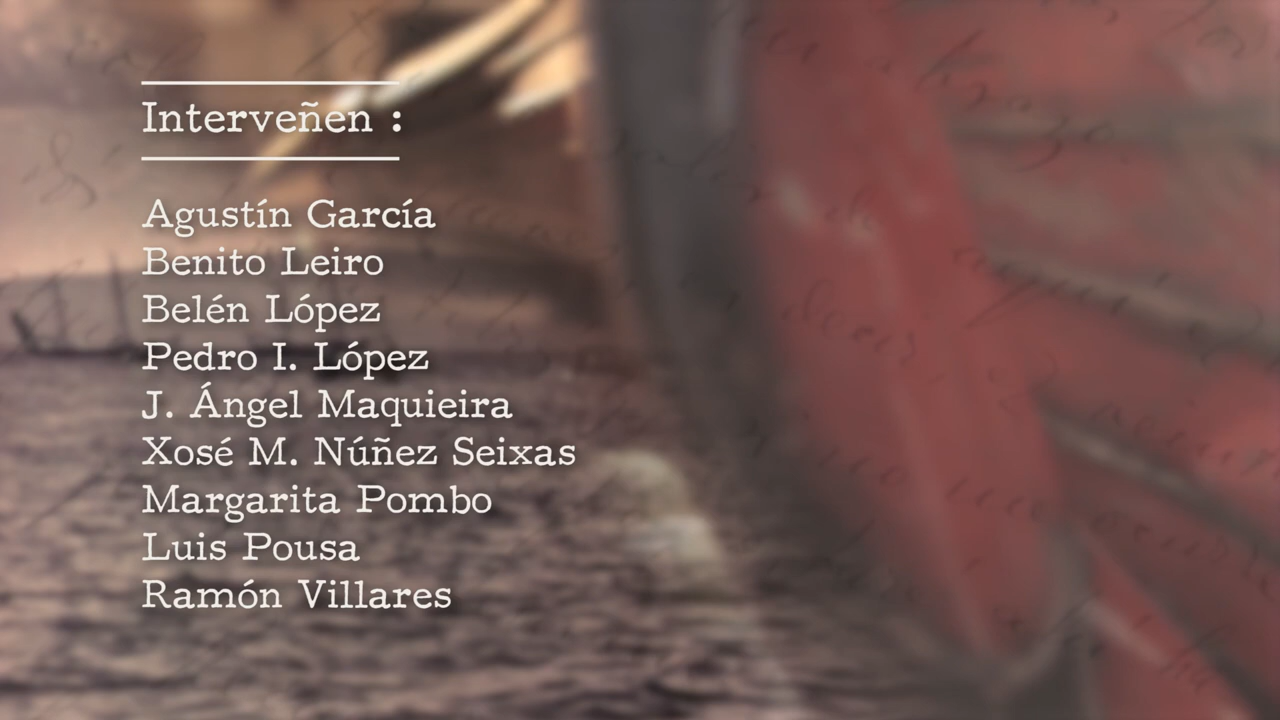 Interveñen :
Agustín García
Benito Leiro
Belén López
Pedro I. López
J. Ángel Maquieira
Xosé M. Núñez Seixas
Margarita Pombo
Luis Pousa
Ramón Villares